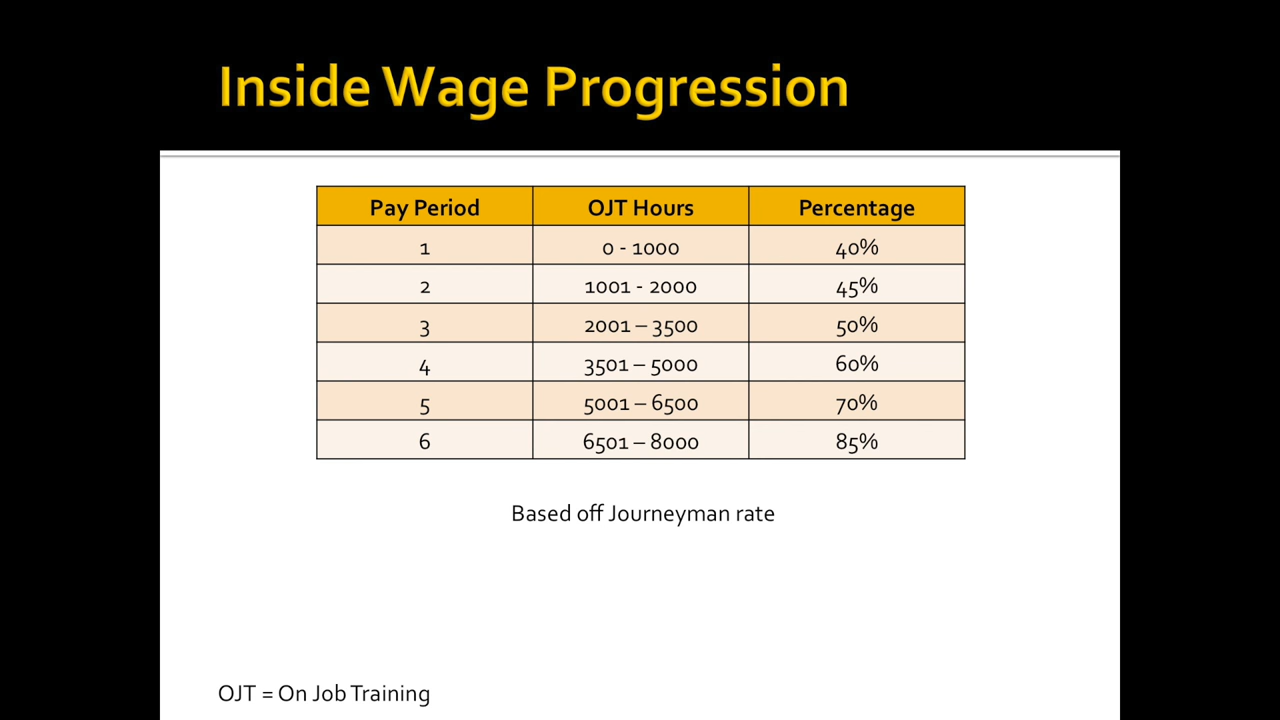 Inside Wage Progression
Pay Period OJT Hours Percentage
1 0 - 1000 40%
2 1001 - 2000 45%
3 2001 – 3500 50%
4 3501 – 5000 60%
5 5001 – 6500 70%
6 6501 – 8000 85%
Based off Journeyman rate
OJT = On Job Training